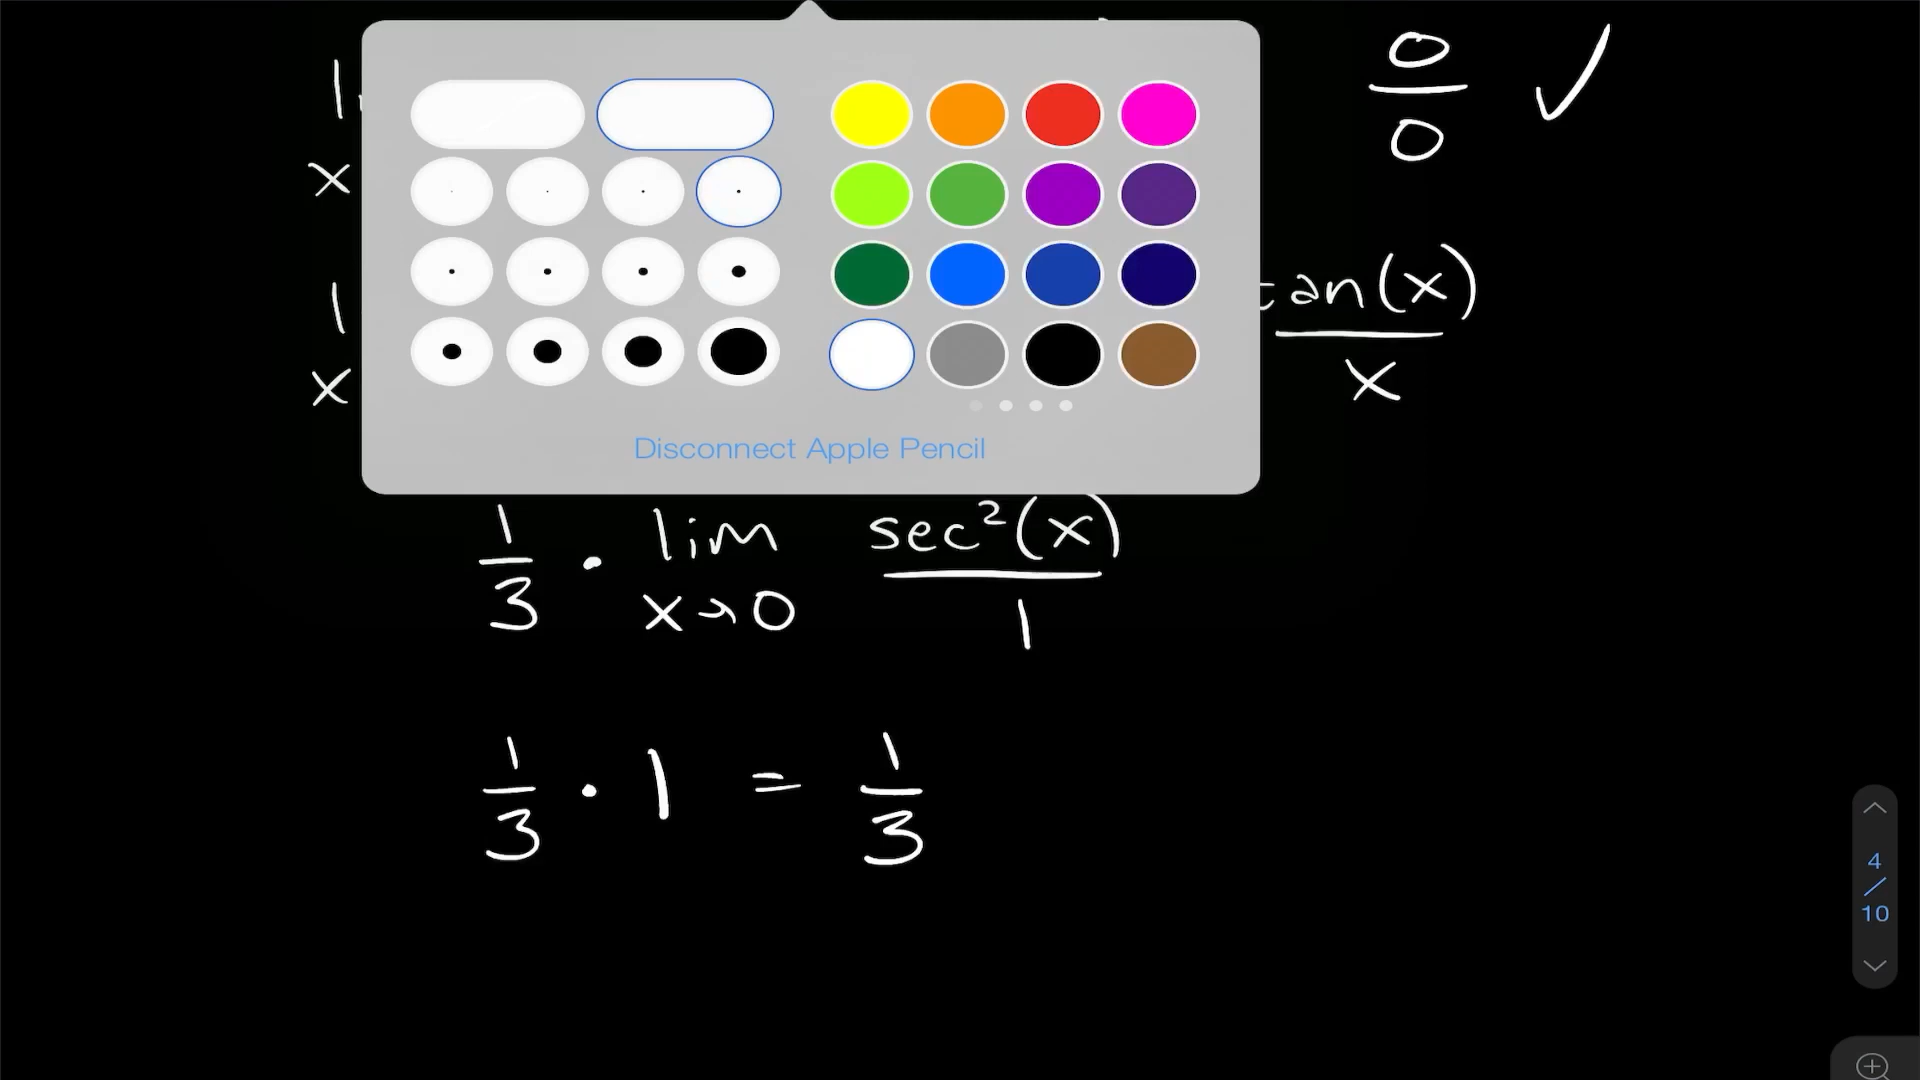 0/0 ✓
x
tan(x)/x
x
Disconnect Apple Pencil
1/3 · lim x→0 sec²(x)/1
1/3 · 1 = 1/3
4
/
10